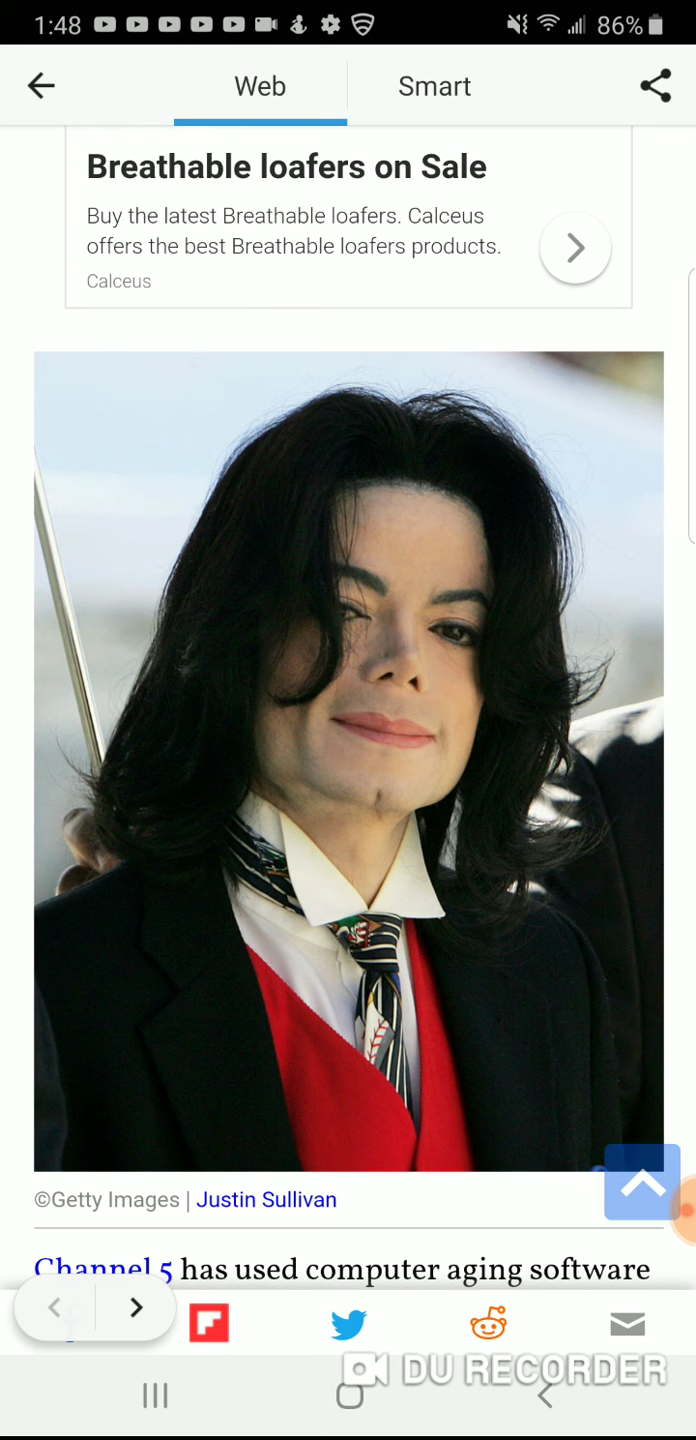 1:48 86%
Web Smart
Breathable loafers on Sale
Buy the latest Breathable loafers. Calceus
offers the best Breathable loafers products.
Calceus
©Getty Images | Justin Sullivan
Channel 5 has used computer aging software
DU RECORDER